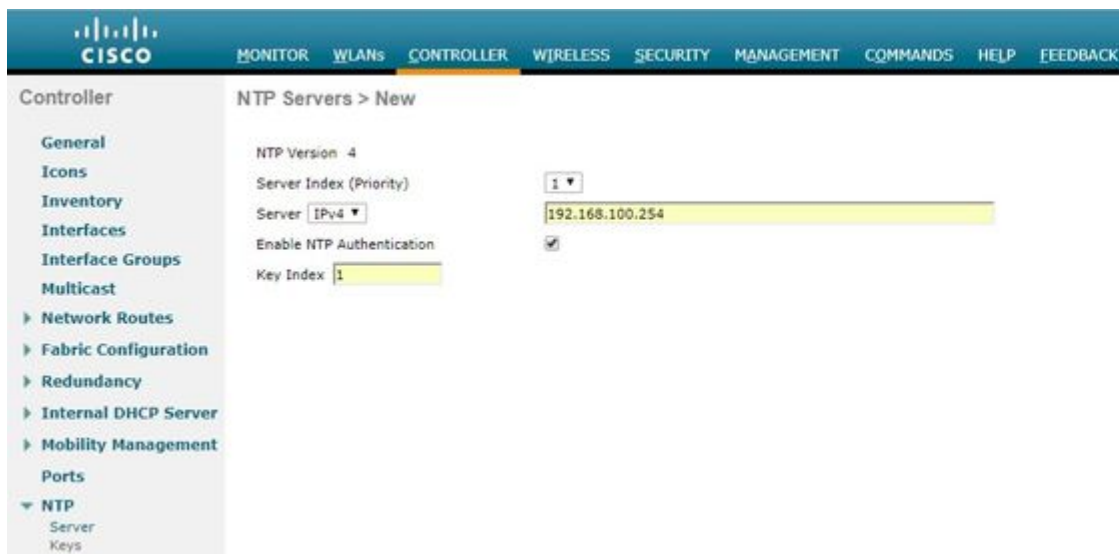 CISCO
MONITOR WLANs CONTROLLER WIRELESS SECURITY MANAGEMENT COMMANDS HELP FEEDBACK
Controller
General
Icons
Inventory
Interfaces
Interface Groups
Multicast
Network Routes
Fabric Configuration
Redundancy
Internal DHCP Server
Mobility Management
Ports
NTP
Server
Keys
NTP Servers > New
NTP Version 4
Server Index (Priority) 1
Server IPv4 192.168.100.254
Enable NTP Authentication
Key Index 1